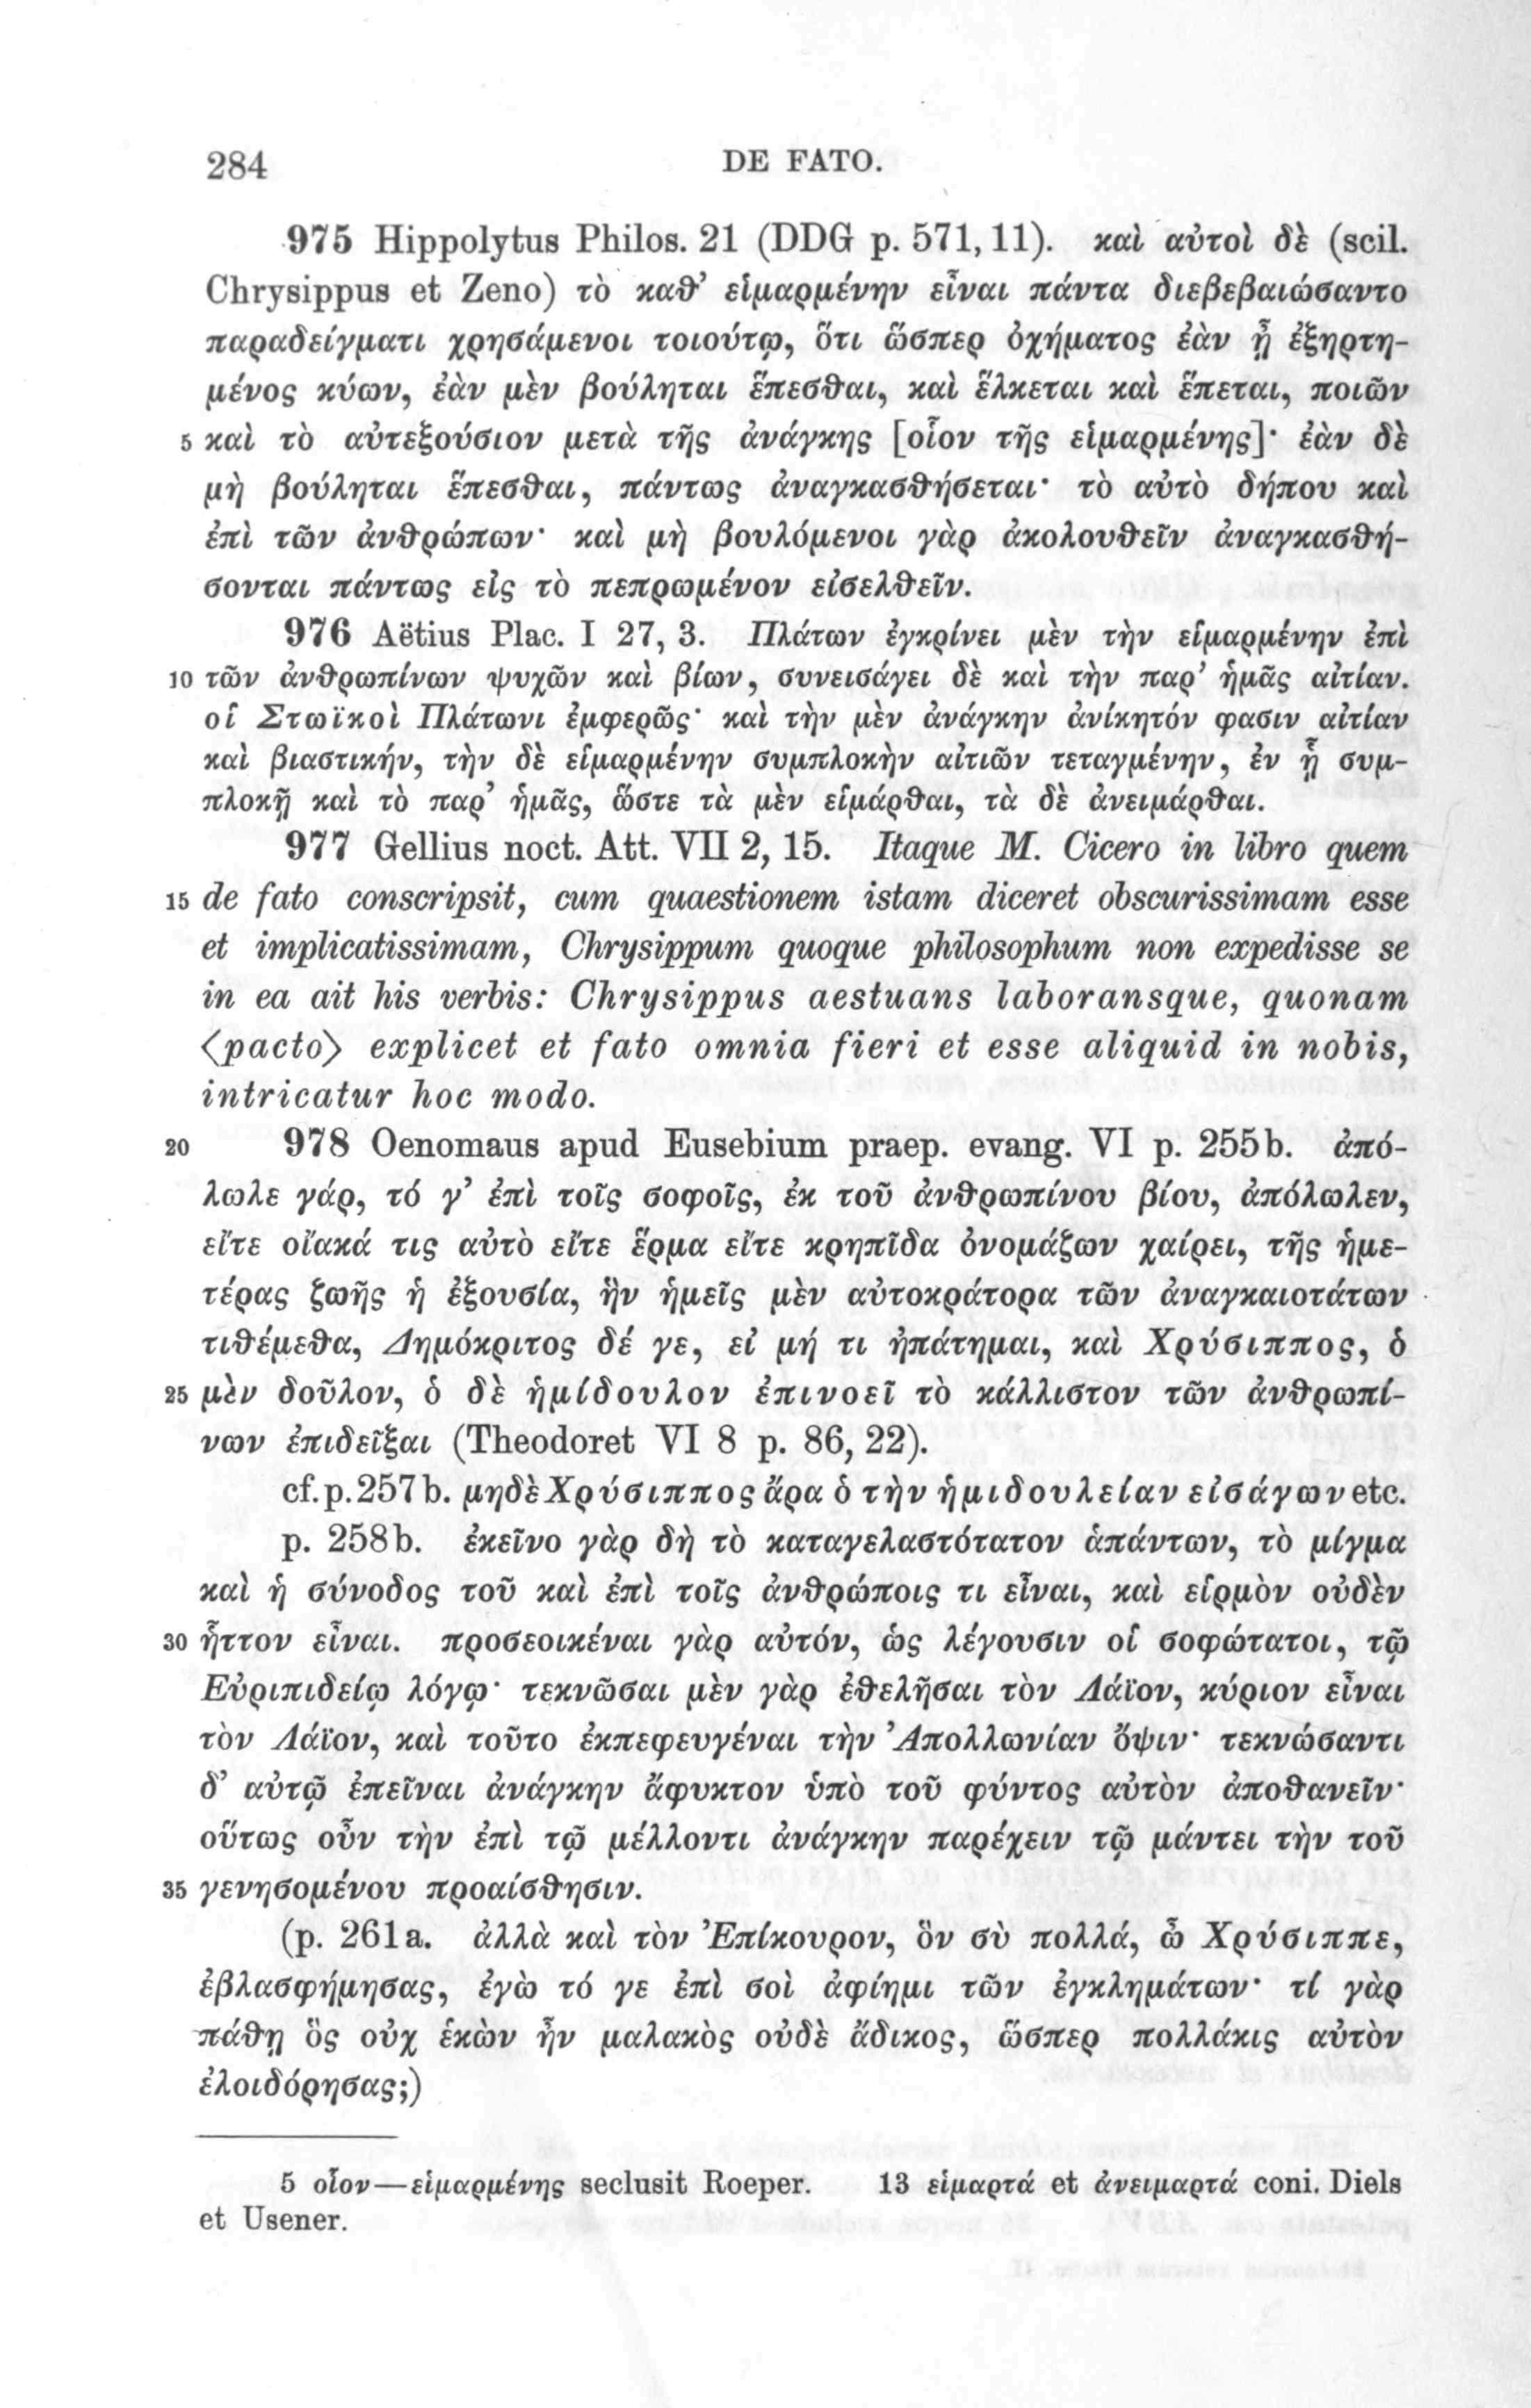 284 DE FATO.
975 Hippolytus Philos. 21 (DDG p. 571, 11). καὶ αὐτοὶ δὲ (scil.
Chrysippus et Zeno) τὸ καθ’ εἱμαρμένην εἶναι πάντα διεβεβαιώσαντο
παραδείγματι χρησάμενοι τοιούτῳ, ὅτι ὥσπερ ὀχήματος ἐὰν ᾖ ἐξηρτη-
μένος κύων, ἐὰν μὲν βούληται ἕπεσθαι, καὶ ἕλκεται καὶ ἕπεται, ποιῶν
5 καὶ τὸ αὐτεξούσιον μετὰ τῆς ἀνάγκης [οἷον τῆς εἱμαρμένης]· ἐὰν δὲ
μὴ βούληται ἕπεσθαι, πάντως ἀναγκασθήσεται· τὸ αὐτὸ δήπου καὶ
ἐπὶ τῶν ἀνθρώπων· καὶ μὴ βουλόμενοι γὰρ ἀκολουθεῖν ἀναγκασθή-
σονται πάντως εἰς τὸ πεπρωμένον εἰσελθεῖν.
976 Aëtius Plac. I 27, 3. Πλάτων ἐγκρίνει μὲν τὴν εἱμαρμένην ἐπὶ
10 τῶν ἀνθρωπίνων ψυχῶν καὶ βίων, συνεισάγει δὲ καὶ τὴν παρ’ ἡμᾶς αἰτίαν.
οἱ Στωϊκοὶ Πλάτωνι ἐμφερῶς· καὶ τὴν μὲν ἀνάγκην ἀνίκητόν φασιν αἰτίαν
καὶ βιαστικήν, τὴν δὲ εἱμαρμένην συμπλοκὴν αἰτιῶν τεταγμένην, ἐν ᾗ συμ-
πλοκῇ καὶ τὸ παρ’ ἡμᾶς, ὥστε τὰ μὲν εἱμάρθαι, τὰ δὲ ἀνειμάρθαι.
977 Gellius noct. Att. VII 2, 15. Itaque M. Cicero in libro quem
15 de fato conscripsit, cum quaestionem istam diceret obscurissimam esse
et implicatissimam, Chrysippum quoque philosophum non expedisse se
in ea ait his verbis: Chrysippus aestuans laboransque, quonam
⟨pacto⟩ explicet et fato omnia fieri et esse aliquid in nobis,
intricatur hoc modo.
20 978 Oenomaus apud Eusebium praep. evang. VI p. 255b. ἀπό-
λωλε γάρ, τό γ’ ἐπὶ τοῖς σοφοῖς, ἐκ τοῦ ἀνθρωπίνου βίου, ἀπόλωλεν,
εἴτε οἴακά τις αὐτὸ εἴτε ἕρμα εἴτε κρηπῖδα ὀνομάζων χαίρει, τῆς ἡμε-
τέρας ζωῆς ἡ ἐξουσία, ἣν ἡμεῖς μὲν αὐτοκράτορα τῶν ἀναγκαιοτάτων
τιθέμεθα, Δημόκριτος δέ γε, εἰ μή τι ἠπάτημαι, καὶ Χρύσιππος, ὁ
25 μὲν δοῦλον, ὁ δὲ ἡμίδουλον ἐπινοεῖ τὸ κάλλιστον τῶν ἀνθρωπί-
νων ἐπιδεῖξαι (Theodoret VI 8 p. 86, 22).
cf. p. 257b. μηδὲ Χρύσιππος ἄρα ὁ τὴν ἡμιδουλείαν εἰσάγων etc.
p. 258b. ἐκεῖνο γὰρ δὴ τὸ καταγελαστότατον ἁπάντων, τὸ μίγμα
καὶ ἡ σύνοδος τοῦ καὶ ἐπὶ τοῖς ἀνθρώποις τι εἶναι, καὶ εἱρμὸν οὐδὲν
30 ἧττον εἶναι. προσεοικέναι γὰρ αὐτόν, ὡς λέγουσιν οἱ σοφώτατοι, τῷ
Εὐριπιδείῳ λόγῳ· τεκνῶσαι μὲν γὰρ ἐθελῆσαι τὸν Λάϊον, κύριον εἶναι
τὸν Λάϊον, καὶ τοῦτο ἐκπεφευγέναι τὴν Ἀπολλωνίαν ὄψιν· τεκνώσαντι
δ’ αὐτῷ ἐπεῖναι ἀνάγκην ἄφυκτον ὑπὸ τοῦ φύντος αὐτὸν ἀποθανεῖν·
οὕτως οὖν τὴν ἐπὶ τῷ μέλλοντι ἀνάγκην παρέχειν τῷ μάντει τὴν τοῦ
35 γενησομένου προαίσθησιν.
(p. 261a. ἀλλὰ καὶ τὸν Ἐπίκουρον, ὃν σὺ πολλά, ὦ Χρύσιππε,
ἐβλασφήμησας, ἐγὼ τό γε ἐπὶ σοὶ ἀφίημι τῶν ἐγκλημάτων· τί γὰρ
πάθῃ ὃς οὐχ ἑκὼν ἦν μαλακὸς οὐδὲ ἄδικος, ὥσπερ πολλάκις αὐτὸν
ἐλοιδόρησας;)
5 οἷον—εἱμαρμένης seclusit Roeper. 13 εἱμαρτά et ἀνειμαρτά coni. Diels
et Usener.